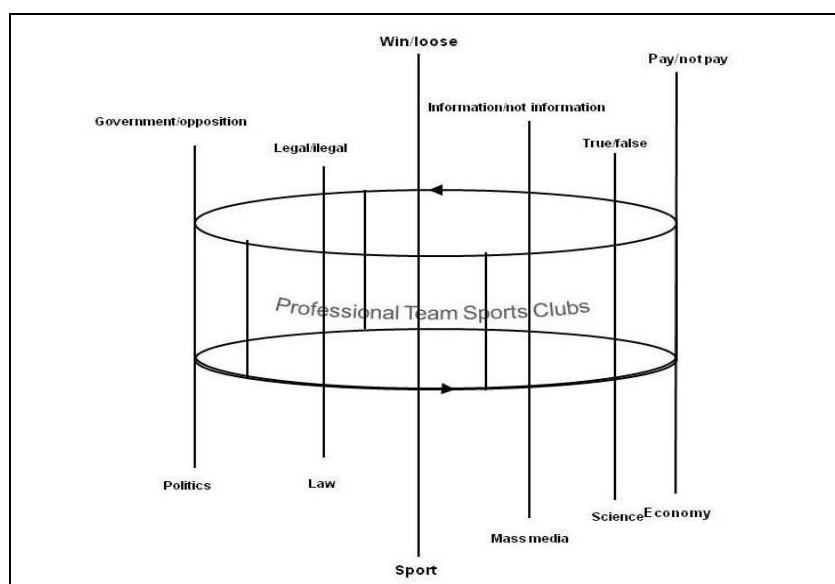 Win/loose
Pay/not pay
Information/not information
Government/opposition
True/false
Legal/ilegal
Professional Team Sports Clubs
Politics
Law
Science
Economy
Mass media
Sport